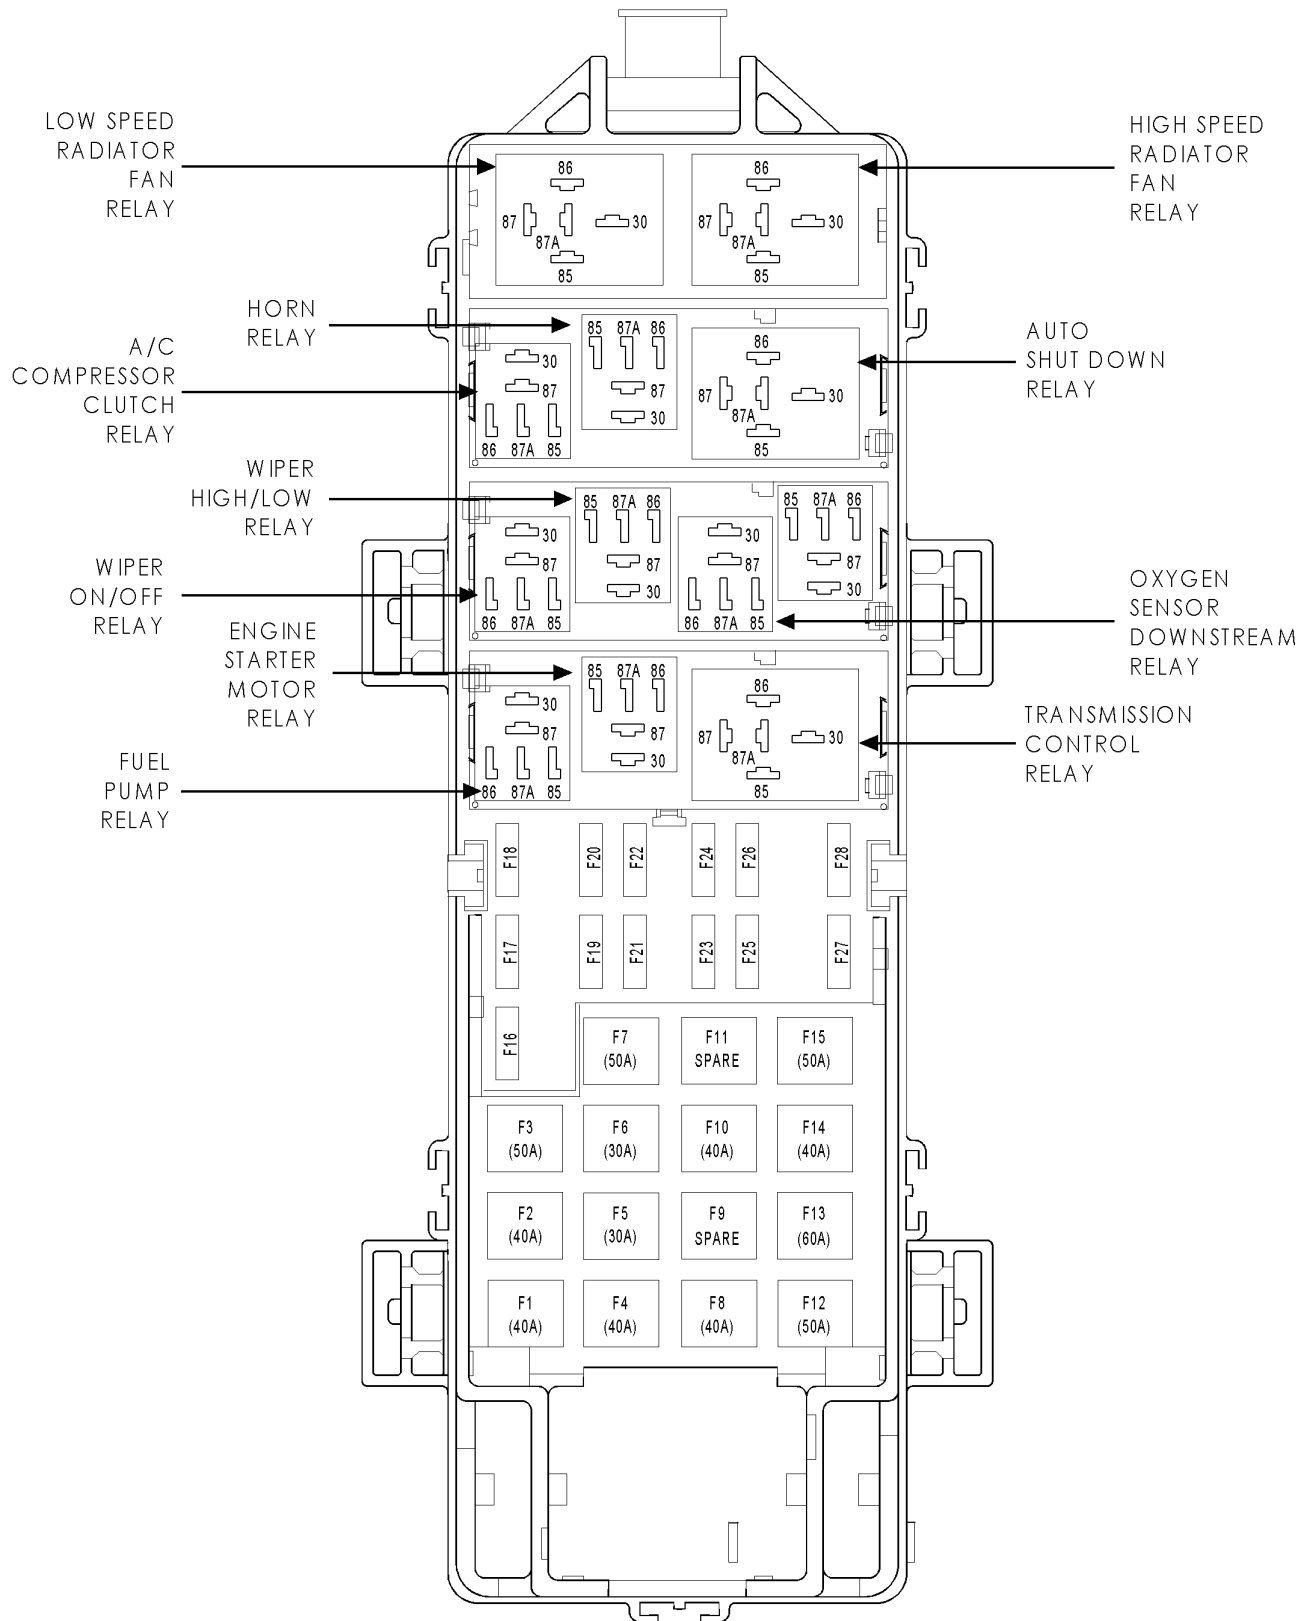 LOW SPEED
RADIATOR
FAN
RELAY
HIGH SPEED
RADIATOR
FAN
RELAY
86
87
30
87A
85
86
87
30
87A
85
HORN
RELAY
A/C
COMPRESSOR
CLUTCH
RELAY
AUTO
SHUT DOWN
RELAY
30
87
86 87A 85
85 87A 86
87
30
86
87
30
87A
85
WIPER
HIGH/LOW
RELAY
WIPER
ON/OFF
RELAY
OXYGEN
SENSOR
DOWNSTREAM
RELAY
30
87
86 87A 85
85 87A 86
87
30
30
87
86 87A 85
85 87A 86
87
30
ENGINE
STARTER
MOTOR
RELAY
FUEL
PUMP
RELAY
TRANSMISSION
CONTROL
RELAY
30
87
86 87A 85
85 87A 86
87
30
86
87
30
87A
85
F18 F20 F22 F24 F26 F28
F17 F19 F21 F23 F25 F27
F16
F7
(50A)
F11
SPARE
F15
(50A)
F3
(50A)
F6
(30A)
F10
(40A)
F14
(40A)
F2
(40A)
F5
(30A)
F9
SPARE
F13
(60A)
F1
(40A)
F4
(40A)
F8
(40A)
F12
(50A)